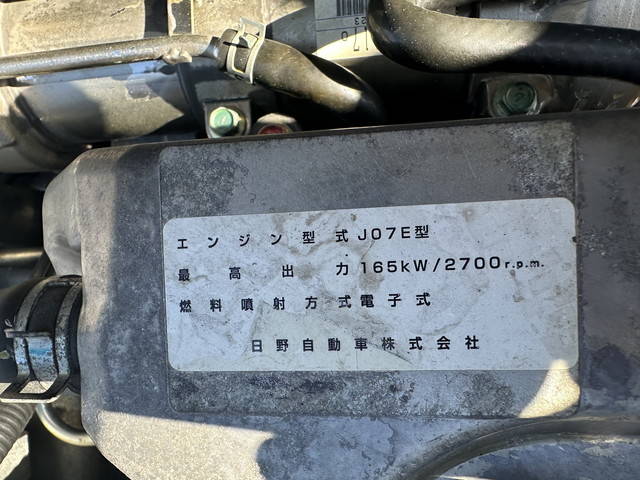 エンジン型式J07E型
最高出力165kW/2700r.p.m.
燃料噴射方式電子式
日野自動車株式会社